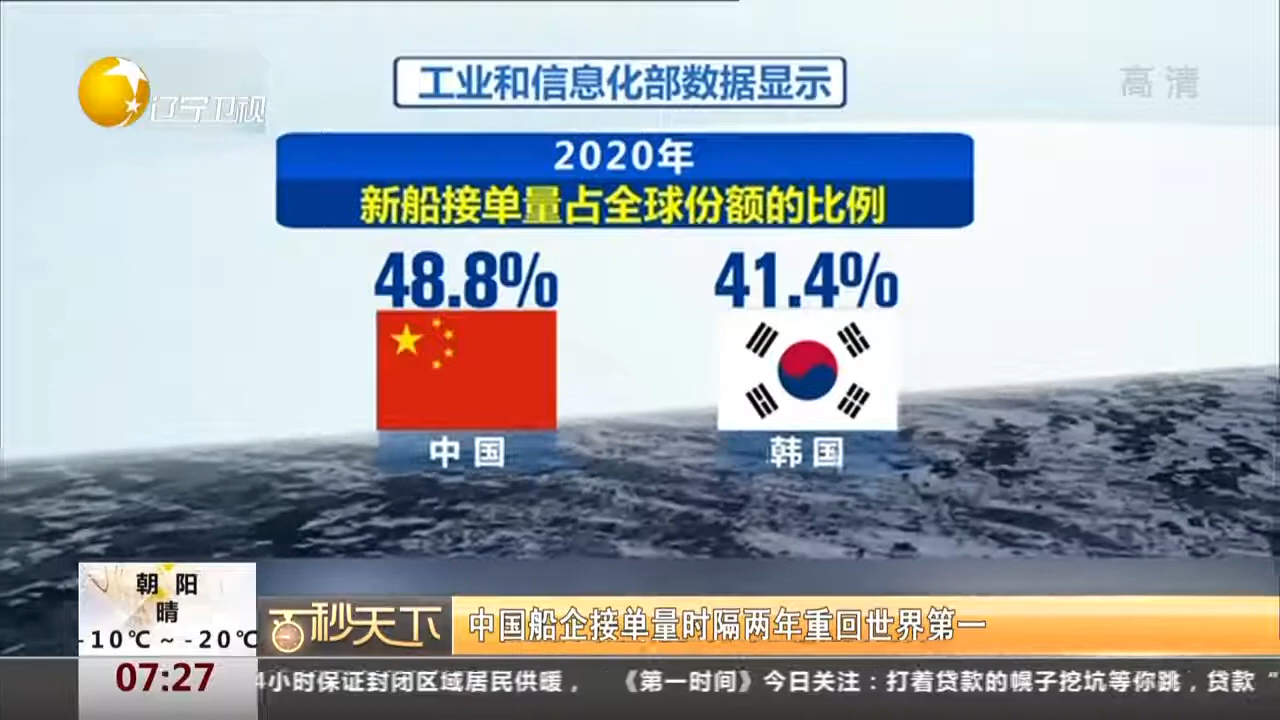 工业和信息化部数据显示
高清
辽宁卫视
2020年
新船接单量占全球份额的比例
48.8%
41.4%
中国
韩国
朝阳
晴
-10℃~-20℃
百秒天下
中国船企接单量时隔两年重回世界第一
07:27
4小时保证封闭区域居民供暖， 《第一时间》今日关注：打着贷款的幌子挖坑等你跳，贷款“